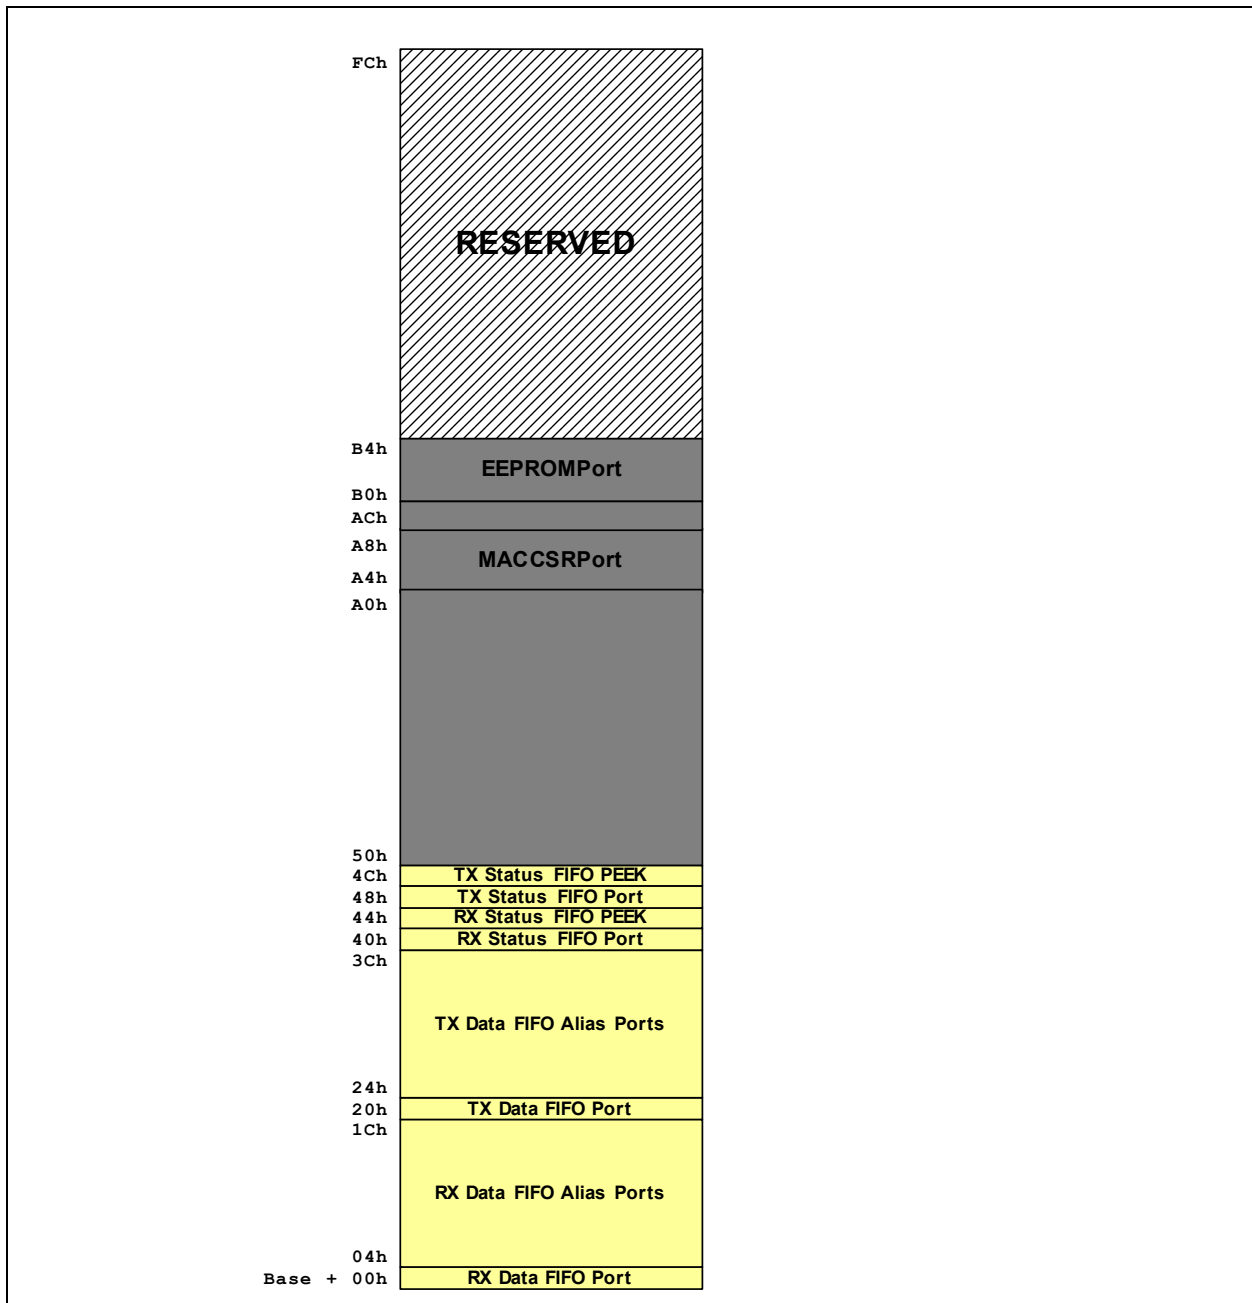 FCh
RESERVED
B4h
EEPROMPort
B0h
ACh
A8h
MACCSRPort
A4h
A0h
50h
4Ch TX Status FIFO PEEK
48h TX Status FIFO Port
44h RX Status FIFO PEEK
40h RX Status FIFO Port
3Ch
TX Data FIFO Alias Ports
24h
20h TX Data FIFO Port
1Ch
RX Data FIFO Alias Ports
04h
Base + 00h RX Data FIFO Port